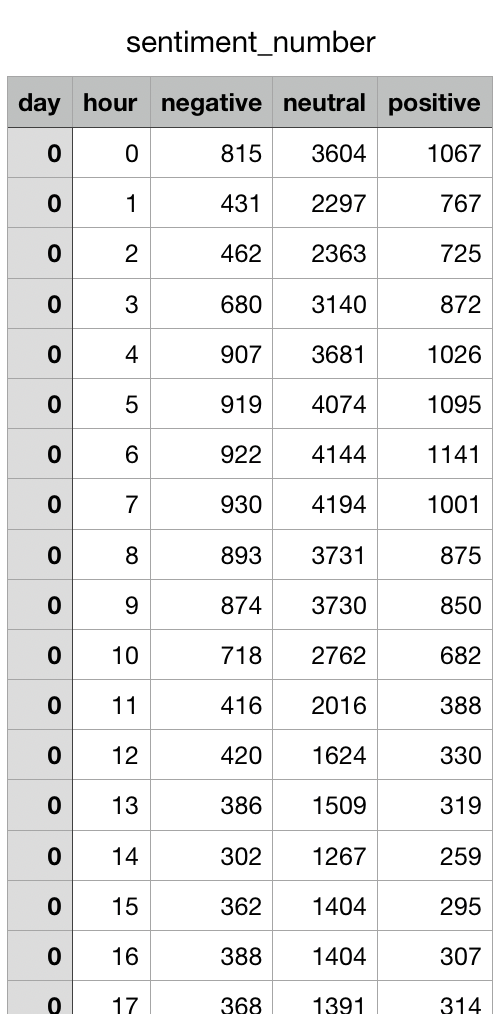 sentiment_number
day hour negative neutral positive
0 0 815 3604 1067
0 1 431 2297 767
0 2 462 2363 725
0 3 680 3140 872
0 4 907 3681 1026
0 5 919 4074 1095
0 6 922 4144 1141
0 7 930 4194 1001
0 8 893 3731 875
0 9 874 3730 850
0 10 718 2762 682
0 11 416 2016 388
0 12 420 1624 330
0 13 386 1509 319
0 14 302 1267 259
0 15 362 1404 295
0 16 388 1404 307
0 17 368 1391 314